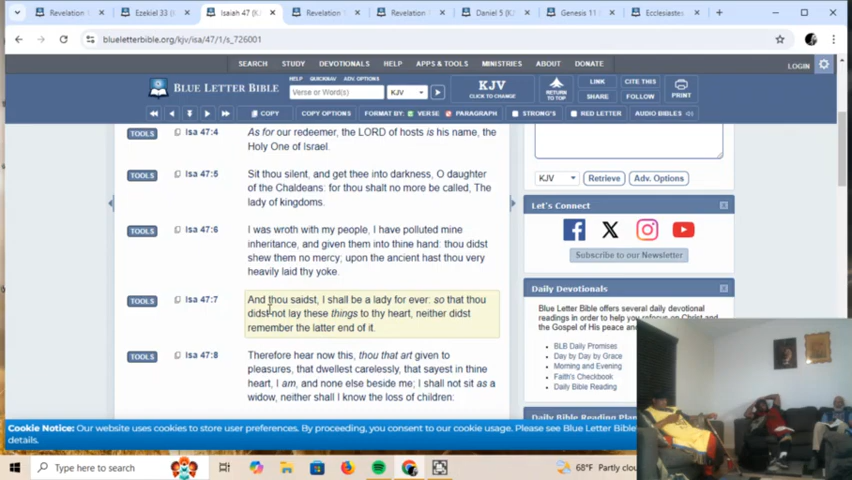 Revelation 1
Ezekiel 33 (
Isaiah 47 (K
Revelation
Revelation
Daniel 5 (K
Genesis 11
Ecclesiastes
blueletterbible.org/kjv/isa/47/1/s_726001
SEARCH STUDY DEVOTIONALS HELP APPS & TOOLS MINISTRIES ABOUT DONATE
LOGIN
BLUE LETTER BIBLE
HELP QUICKNAV ADV. OPTIONS
Verse or Word(s)
KJV
KJV
CLICK TO CHANGE
RETURN
TO TOP
LINK
SHARE
CITE THIS
FOLLOW
PRINT
COPY COPY OPTIONS FORMAT BY: VERSE PARAGRAPH STRONG'S RED LETTER AUDIO BIBLES
TOOLS Isa 47:4 As for our redeemer, the LORD of hosts is his name, the
Holy One of Israel.
TOOLS Isa 47:5 Sit thou silent, and get thee into darkness, O daughter
of the Chaldeans: for thou shalt no more be called, The
lady of kingdoms.
TOOLS Isa 47:6 I was wroth with my people, I have polluted mine
inheritance, and given them into thine hand: thou didst
shew them no mercy; upon the ancient hast thou very
heavily laid thy yoke.
TOOLS Isa 47:7 And thou saidst, I shall be a lady for ever: so that thou
didst not lay these things to thy heart, neither didst
remember the latter end of it.
TOOLS Isa 47:8 Therefore hear now this, thou that art given to
pleasures, that dwellest carelessly, that sayest in thine
heart, I am, and none else beside me; I shall not sit as a
widow, neither shall I know the loss of children:
KJV Retrieve Adv. Options
Let's Connect
Subscribe to our Newsletter
Daily Devotionals
Blue Letter Bible offers several daily devotional
readings in order to help you refocus on
the Gospel of His peace and
BLB Daily Promises
Day by Day by Grace
Morning and Evening
Faith's Checkbook
Daily Bible Reading
Daily Bible Reading Plan
Cookie Notice: Our website uses cookies to store user preferences. By proceeding, you consent to our cookie usage. Please see Blue Letter Bible
details.
Type here to search
68°F Partly clou